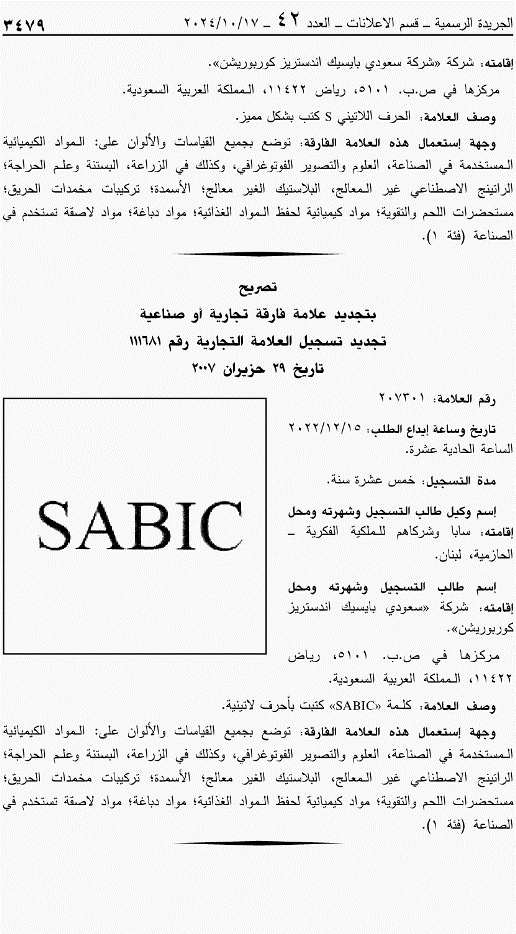 الجريدة الرسمية ــ قسم الاعلانات ــ العدد ٤٢ ــ ٢٠٢٤/١٠/١٧
٣٤٧٩
إقامته: شركة «شركة سعودي بايسيك اندستريز كوربوريشن».
مركزها في ص.ب. ٥١٠١، رياض ١١٤٢٢، المملكة العربية السعودية.
وصف العلامة: الحرف اللاتيني S كتب بشكل مميز.
وجهة إستعمال هذه العلامة الفارقة: توضع بجميع القياسات والألوان على: المواد الكيميائية
المستخدمة في الصناعة، العلوم والتصوير الفوتوغرافي، وكذلك في الزراعة، البستنة وعلم الحراجة؛
الراتينج الاصطناعي غير المعالج، البلاستيك الغير معالج؛ الأسمدة؛ تركيبات مخمدات الحريق؛
مستحضرات اللحم والتقوية؛ مواد كيميائية لحفظ المواد الغذائية؛ مواد دباغة؛ مواد لاصقة تستخدم في
الصناعة (فئة ١).
تصريح
بتجديد علامة فارقة تجارية أو صناعية
تجديد تسجيل العلامة التجارية رقم ١١١٦٨١
تاريخ ٢٩ حزيران ٢٠٠٧
رقم العلامة: ٢٠٧٣٠١
تاريخ وساعة إيداع الطلب: ٢٠٢٢/١٢/١٥
الساعة الحادية عشرة.
مدة التسجيل: خمس عشرة سنة.
إسم وكيل طالب التسجيل وشهرته ومحل
إقامته: سابا وشركاهم للملكية الفكرية ــ
الحازمية، لبنان.
إسم طالب التسجيل وشهرته ومحل
إقامته: شركة «سعودي بايسيك اندستريز
كوربوريشن».
مركزها في ص.ب. ٥١٠١، رياض
١١٤٢٢، المملكة العربية السعودية.
SABIC
وصف العلامة: كلمة «SABIC» كتبت بأحرف لاتينية.
وجهة إستعمال هذه العلامة الفارقة: توضع بجميع القياسات والألوان على: المواد الكيميائية
المستخدمة في الصناعة، العلوم والتصوير الفوتوغرافي، وكذلك في الزراعة، البستنة وعلم الحراجة؛
الراتينج الاصطناعي غير المعالج، البلاستيك الغير معالج؛ الأسمدة؛ تركيبات مخمدات الحريق؛
مستحضرات اللحم والتقوية؛ مواد كيميائية لحفظ المواد الغذائية؛ مواد دباغة؛ مواد لاصقة تستخدم في
الصناعة (فئة ١).